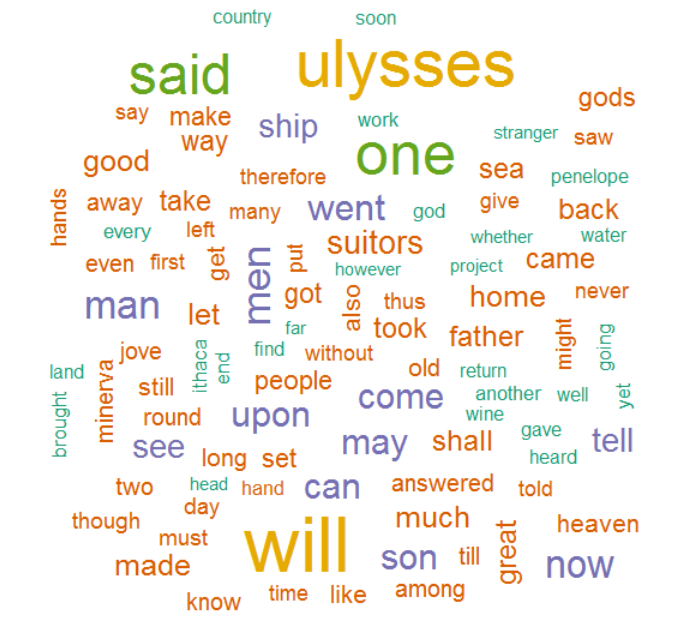 country soon
said ulysses
gods
say make ship work
way stranger saw
good one
therefore sea penelope
hands away take many went god give back
every left suitors whether water
even first get men put however project came
man let got also thus home never
far took father might going
jove ithaca end find without old return
land minerva still people come another well yet
brought round upon wine
see may shall gave tell
long set heard
two head hand can answered told
day
though much great heaven
must will son till now
made
know time like among